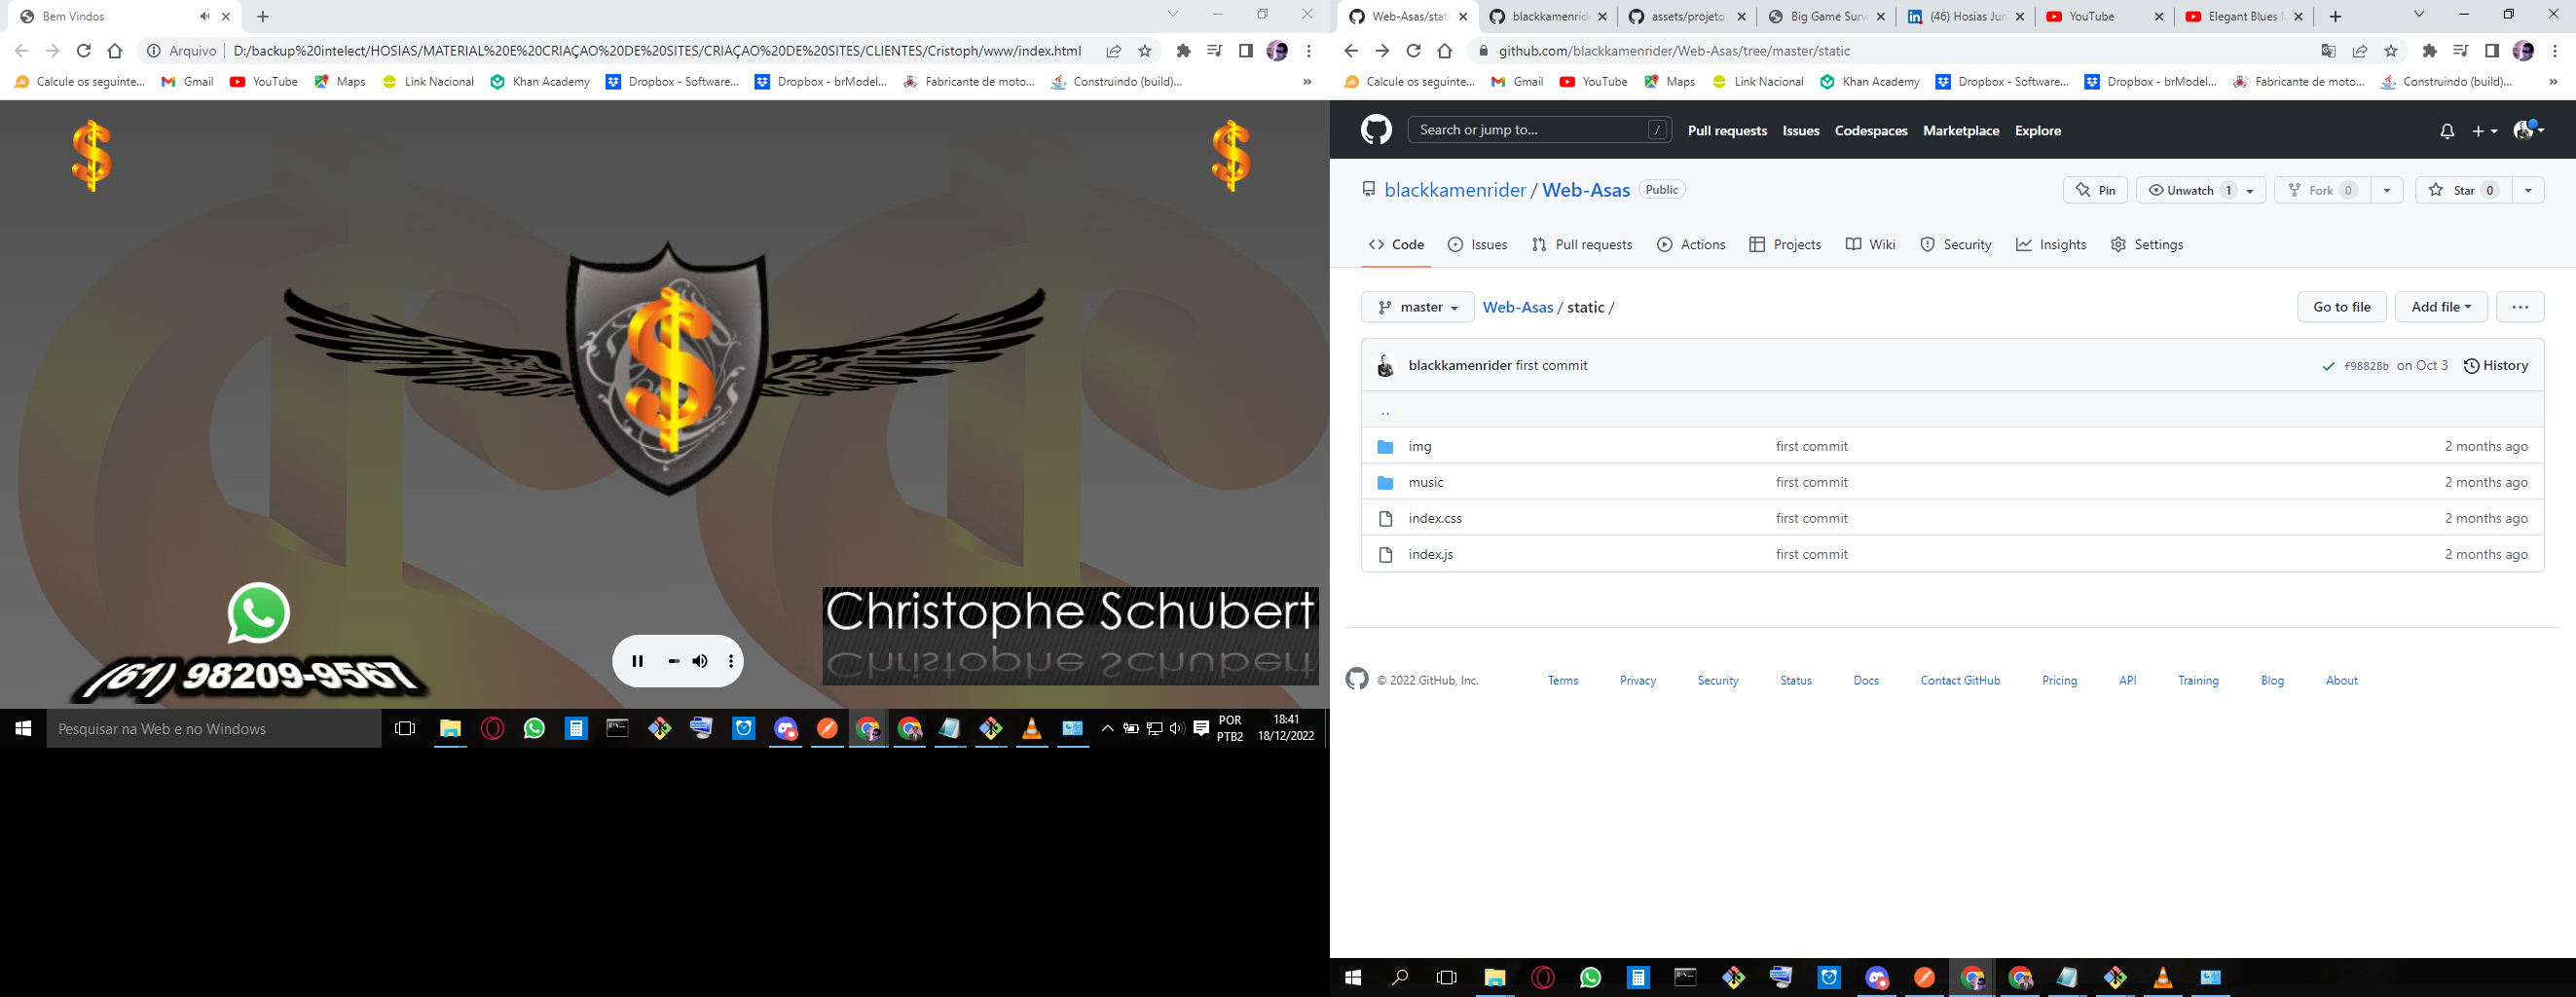 Bem Vindos
Arquivo | D:/backup%20intelect/HOSIAS/MATERIAL%20E%20CRIAÇAO%20DE%20SITES/CRIAÇAO%20DE%20SITES/CLIENTES/Cristoph/www/index.html
Calcule os seguinte... Gmail YouTube Maps Link Nacional Khan Academy Dropbox - Software... Dropbox - brModel... Fabricante de moto... Construindo (build)... »
Christophe Schubert
(61) 98209-9567
Pesquisar na Web e no Windows
POR
PTB2
18:41
18/12/2022
Web-Asas/stat blackkamenrid assets/projeto Big Game Surv (46) Hosias Jun YouTube Elegant Blues
github.com/blackkamenrider/Web-Asas/tree/master/static
Calcule os seguinte... Gmail YouTube Maps Link Nacional Khan Academy Dropbox - Software... Dropbox - brModel... Fabricante de moto... Construindo (build)... »
Search or jump to... / Pull requests Issues Codespaces Marketplace Explore
blackkamenrider / Web-Asas Public Pin Unwatch 1 Fork 0 Star 0
Code Issues Pull requests Actions Projects Wiki Security Insights Settings
master Web-Asas / static / Go to file Add file ...
blackkamenrider first commit f98828b on Oct 3 History
..
img first commit 2 months ago
music first commit 2 months ago
index.css first commit 2 months ago
index.js first commit 2 months ago
© 2022 GitHub, Inc. Terms Privacy Security Status Docs Contact GitHub Pricing API Training Blog About